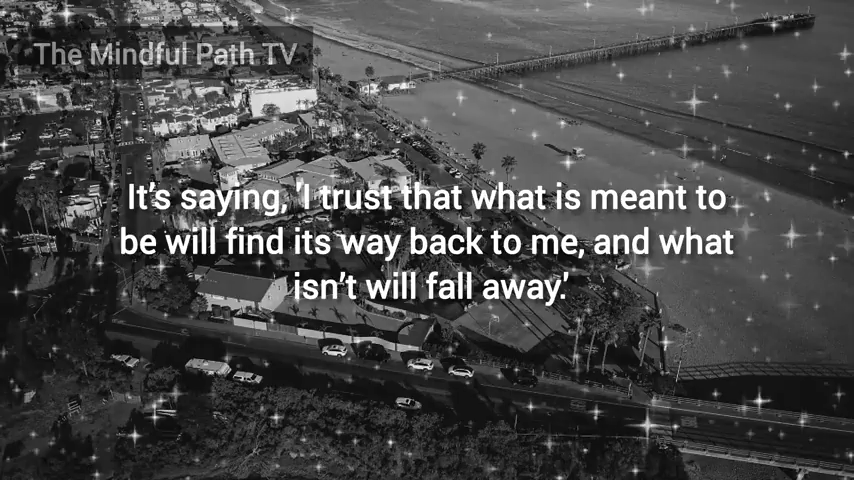 The Mindful Path TV
It's saying, 'I trust that what is meant to
be will find its way back to me, and what
isn't will fall away.'